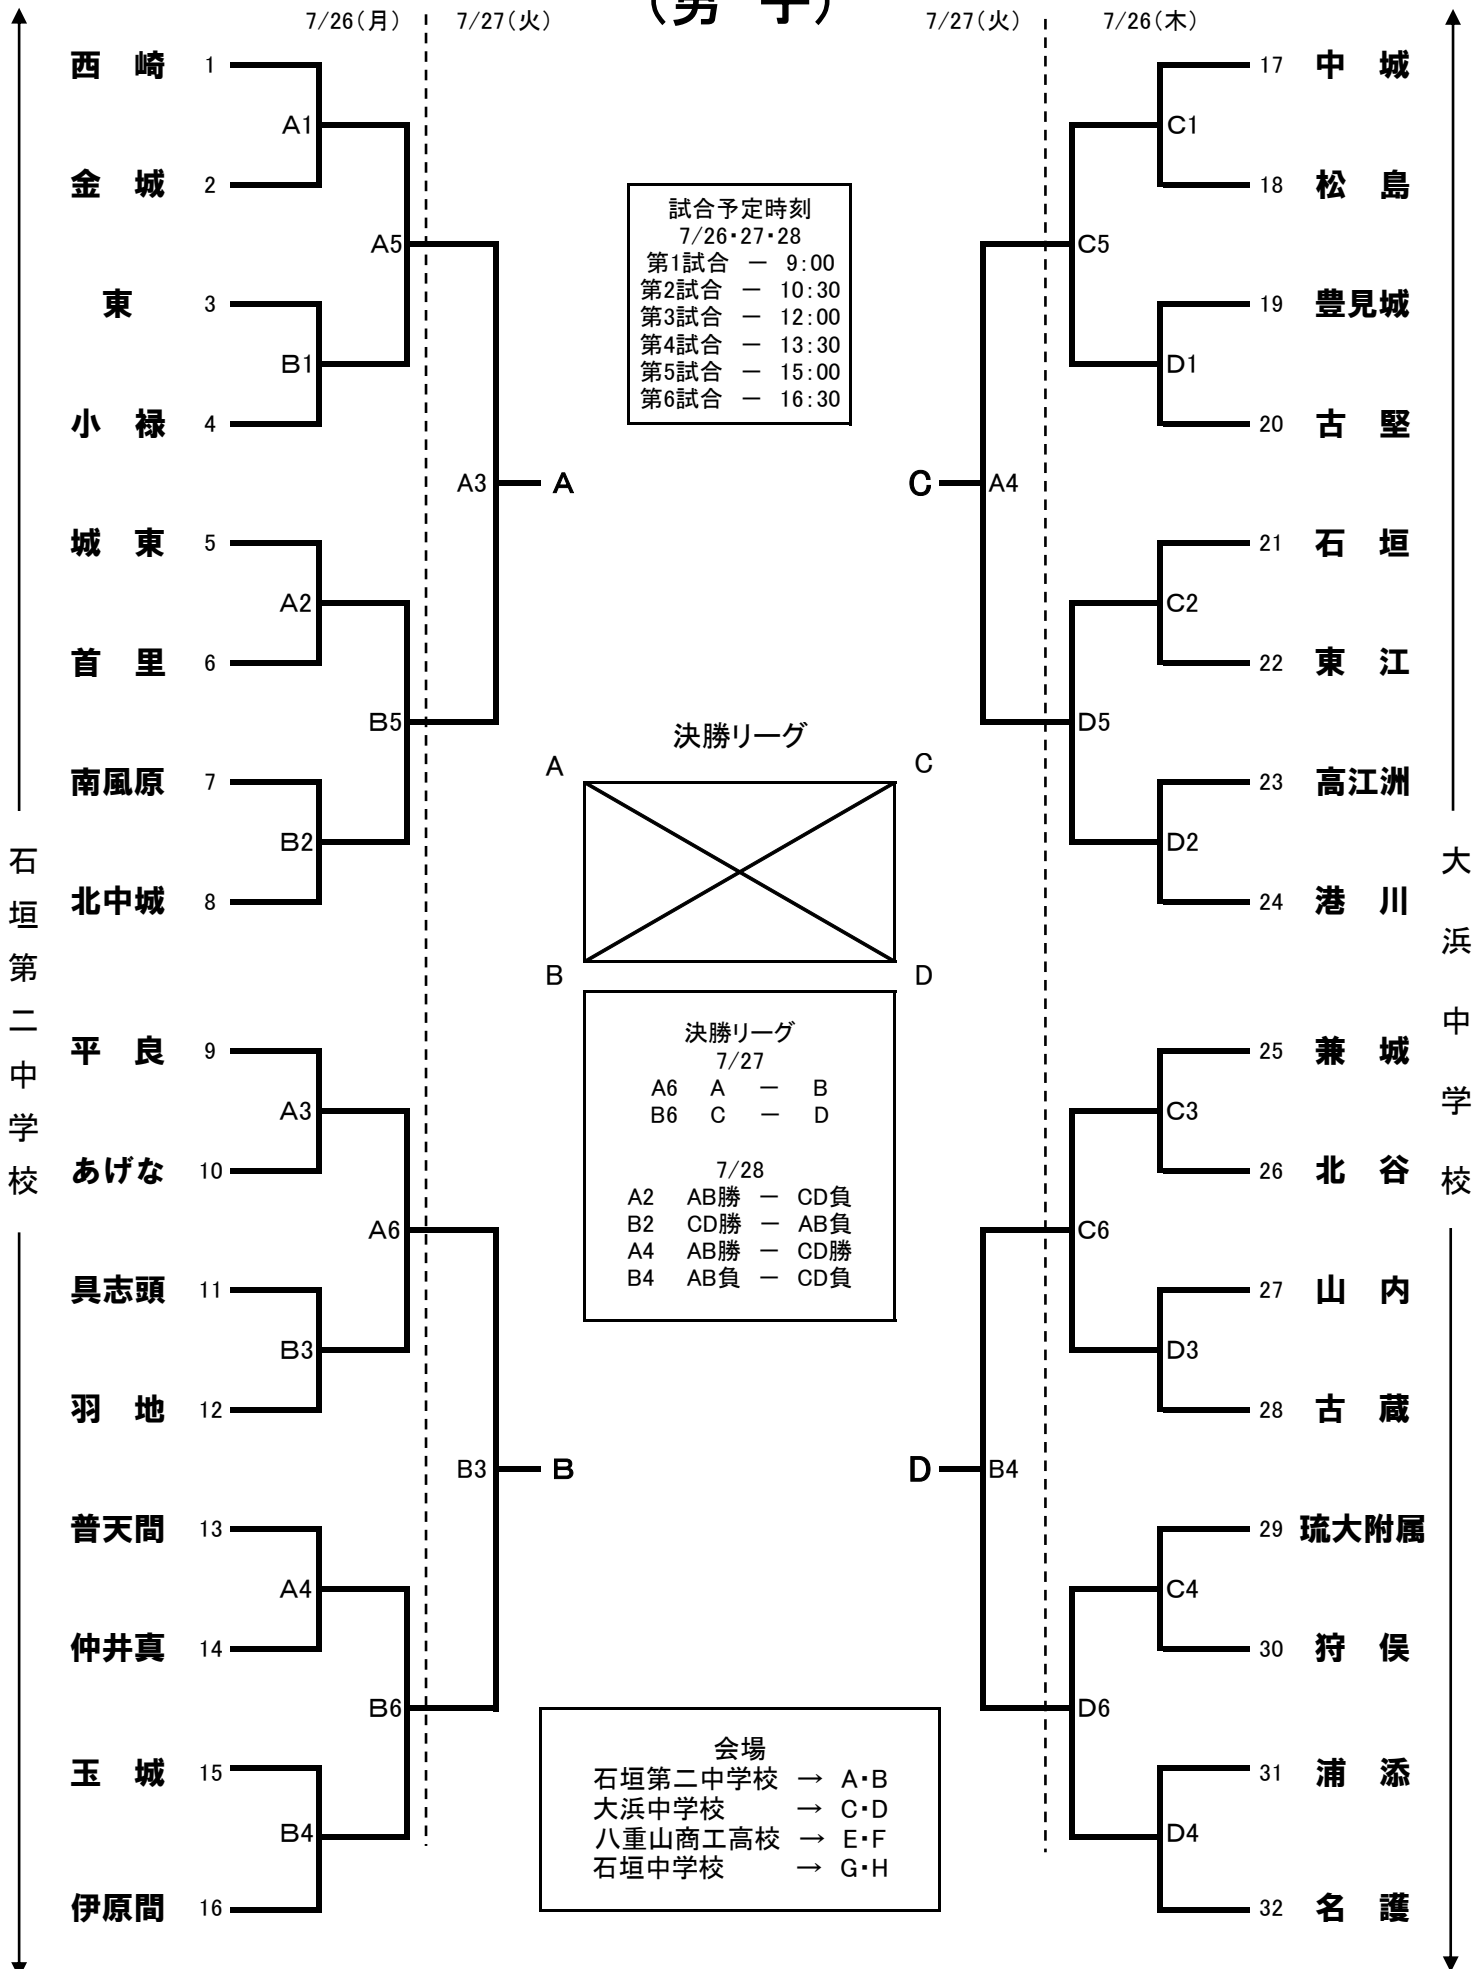 （男　子）
7/26（月）
7/27（火）
7/27（火）
7/26（木）
西　崎 1
金　城 2
東 3
小　禄 4
城　東 5
首　里 6
南風原 7
北中城 8
平　良 9
あげな 10
具志頭 11
羽　地 12
普天間 13
仲井真 14
玉　城 15
伊原間 16
A1
B1
A2
B2
A3
B3
A4
B4
A5
B5
A6
B6
A3
B3
A
B
石垣第二中学校
試合予定時刻
7/26・27・28
第1試合 － 9:00
第2試合 － 10:30
第3試合 － 12:00
第4試合 － 13:30
第5試合 － 15:00
第6試合 － 16:30
決勝リーグ
A
C
B
D
決勝リーグ
7/27
A6 A － B
B6 C － D
7/28
A2 AB勝 － CD負
B2 CD勝 － AB負
A4 AB勝 － CD勝
B4 AB負 － CD負
会場
石垣第二中学校 → A・B
大浜中学校 → C・D
八重山商工高校 → E・F
石垣中学校 → G・H
C
D
A4
B4
C5
D5
C6
D6
C1
D1
C2
D2
C3
D3
C4
D4
17 中　城
18 松　島
19 豊見城
20 古　堅
21 石　垣
22 東　江
23 高江洲
24 港　川
25 兼　城
26 北　谷
27 山　内
28 古　蔵
29 琉大附属
30 狩　俣
31 浦　添
32 名　護
大浜中学校